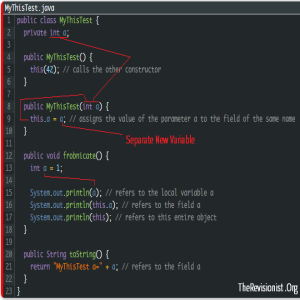 MyThisTest.java
1 public class MyThisTest {
2 private int a;
3
4 public MyThisTest() {
5 this(42); // calls the other constructor
6 }
7
8 public MyThisTest(int a) {
9 this.a = a; // assigns the value of the parameter a to the field of the same name
10 }
11
12 public void frobnicate() {
13 int a = 1;
14
15 System.out.println(a); // refers to the local variable a
16 System.out.println(this.a); // refers to the field a
17 System.out.println(this); // refers to this entire object
18 }
19
20 public String toString() {
21 return "MyThisTest a=" + a; // refers to the field a
22 }
23 }
Separate New Variable
TheRevisionist.Org